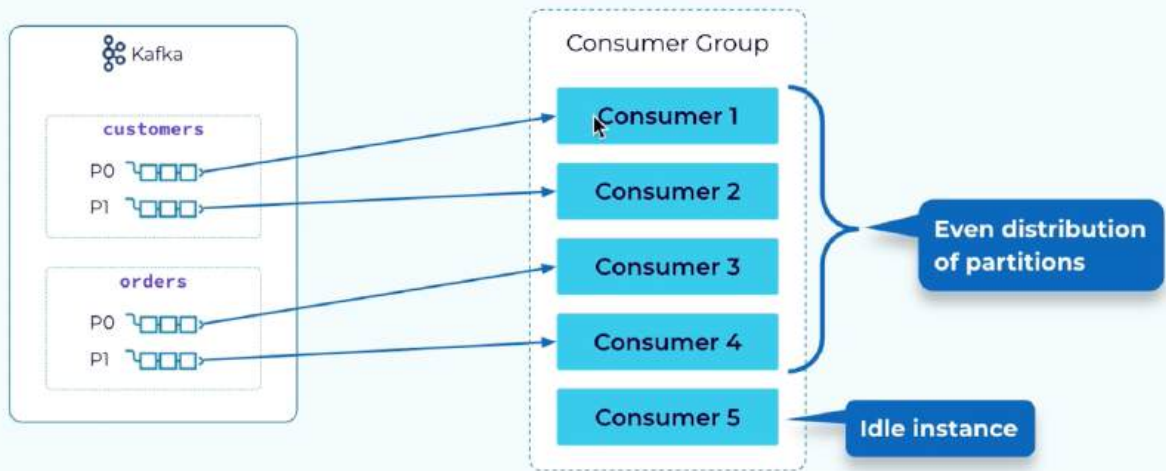 Kafka
customers
P0
P1
orders
P0
P1
Consumer Group
Consumer 1
Consumer 2
Consumer 3
Consumer 4
Consumer 5
Even distribution
of partitions
Idle instance